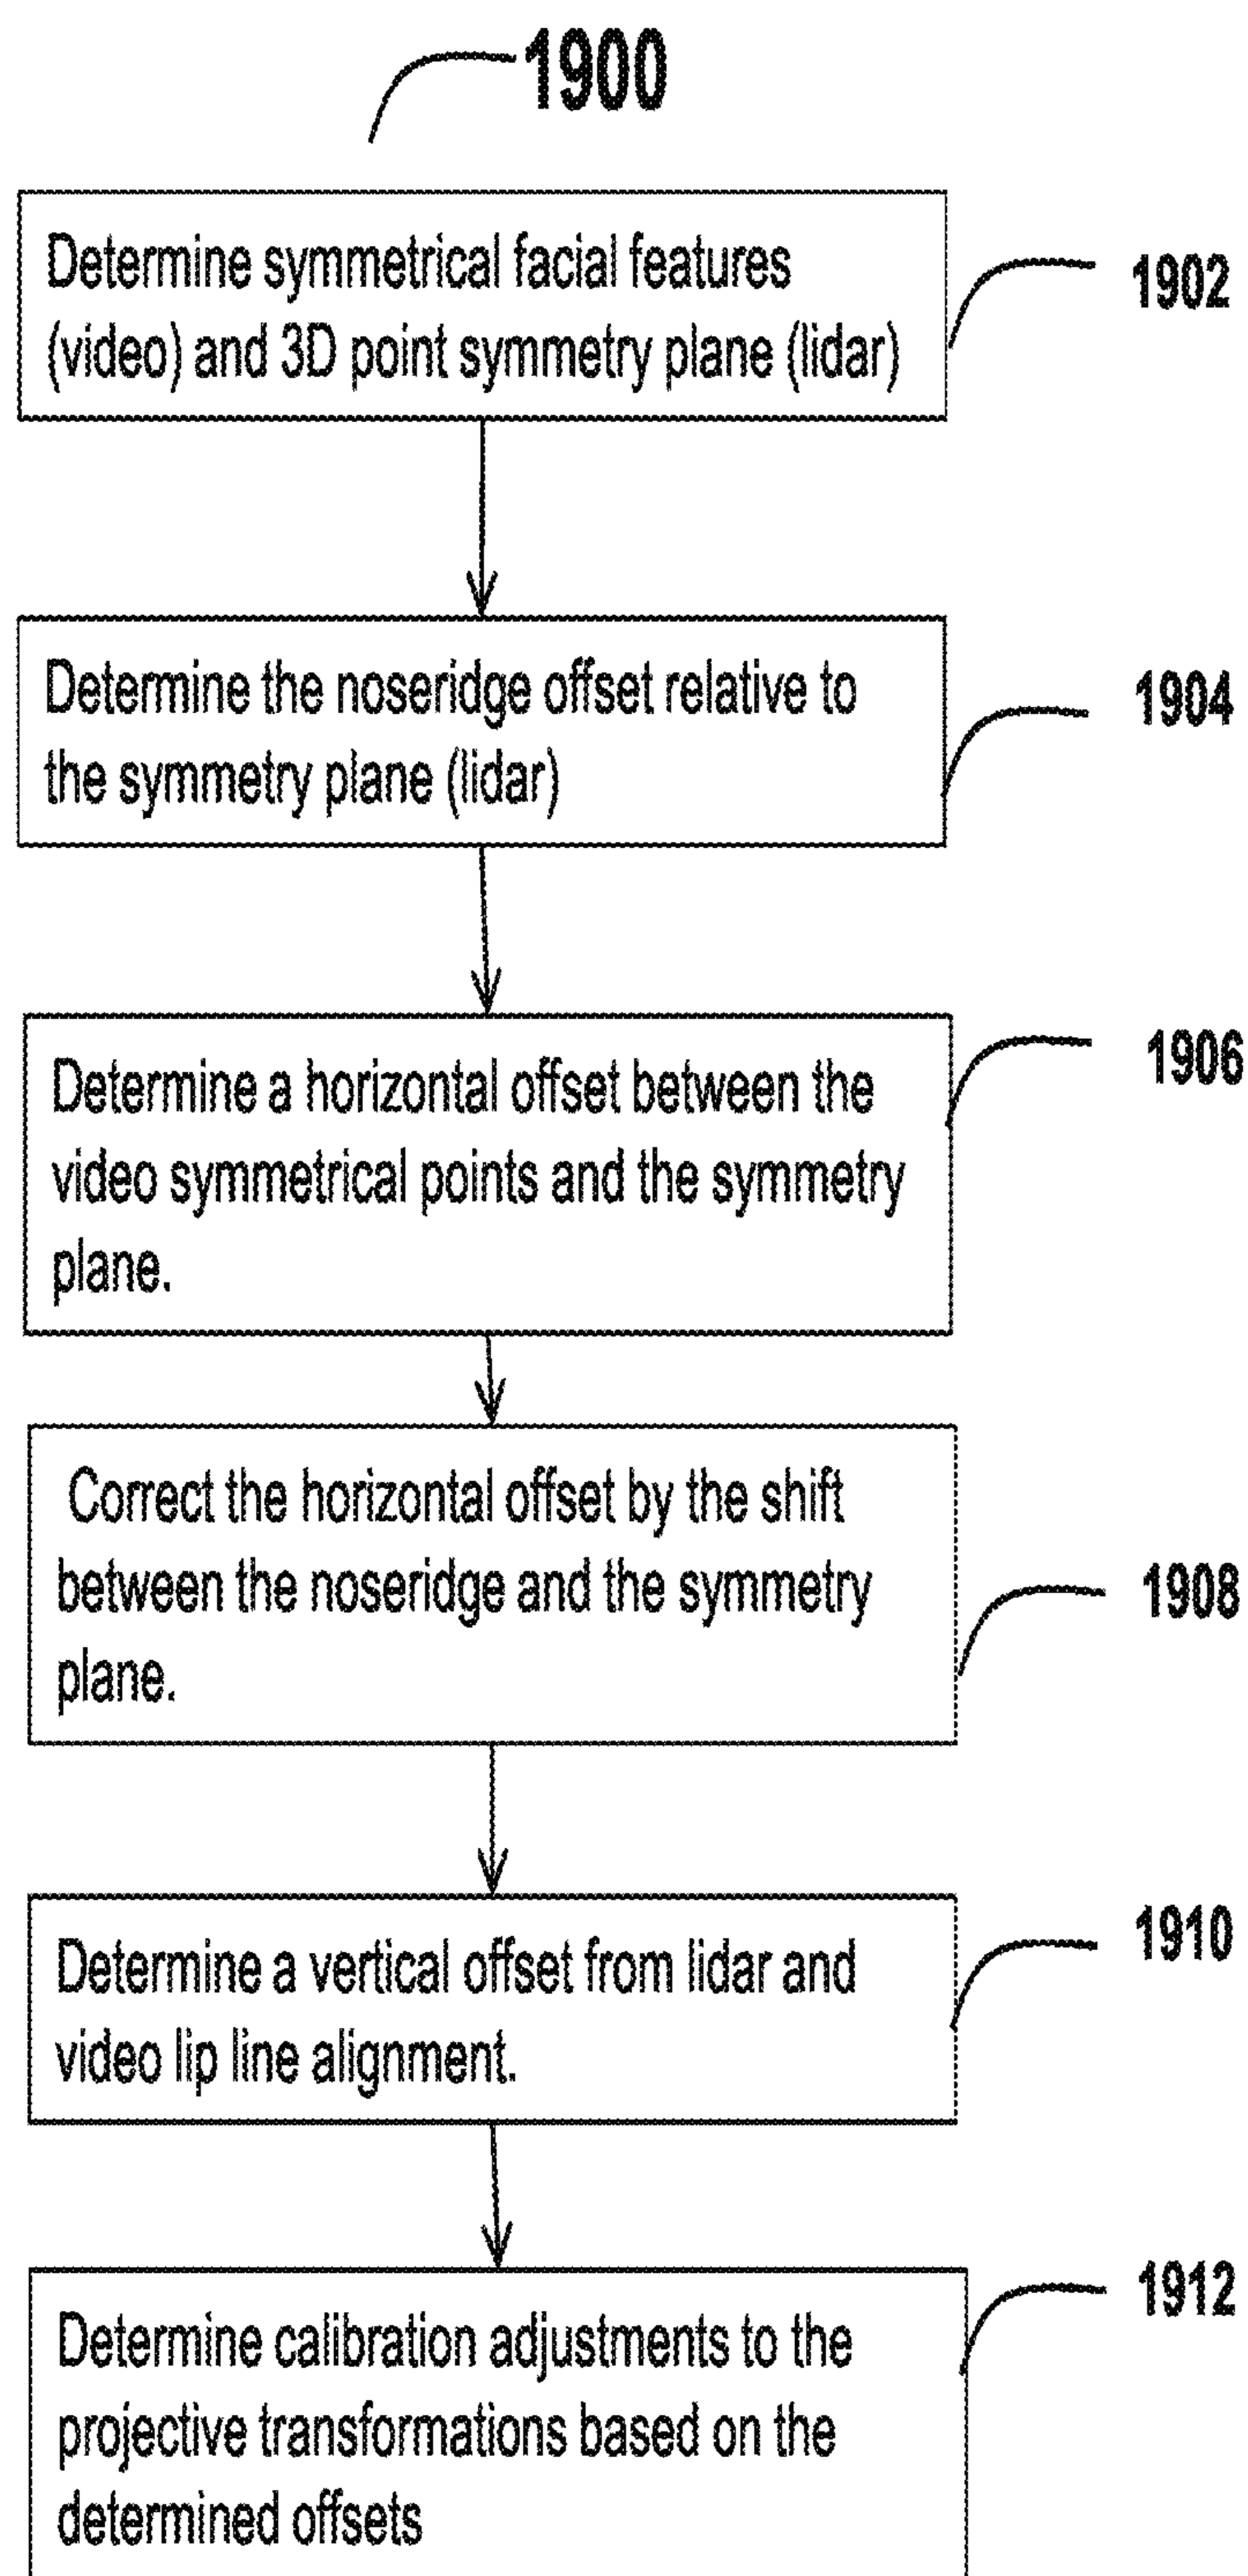 1900
Determine symmetrical facial features
(video) and 3D point symmetry plane (lidar)
1902
Determine the noseridge offset relative to
the symmetry plane (lidar)
1904
Determine a horizontal offset between the
video symmetrical points and the symmetry
plane.
1906
Correct the horizontal offset by the shift
between the noseridge and the symmetry
plane.
1908
Determine a vertical offset from lidar and
video lip line alignment.
1910
Determine calibration adjustments to the
projective transformations based on the
determined offsets
1912